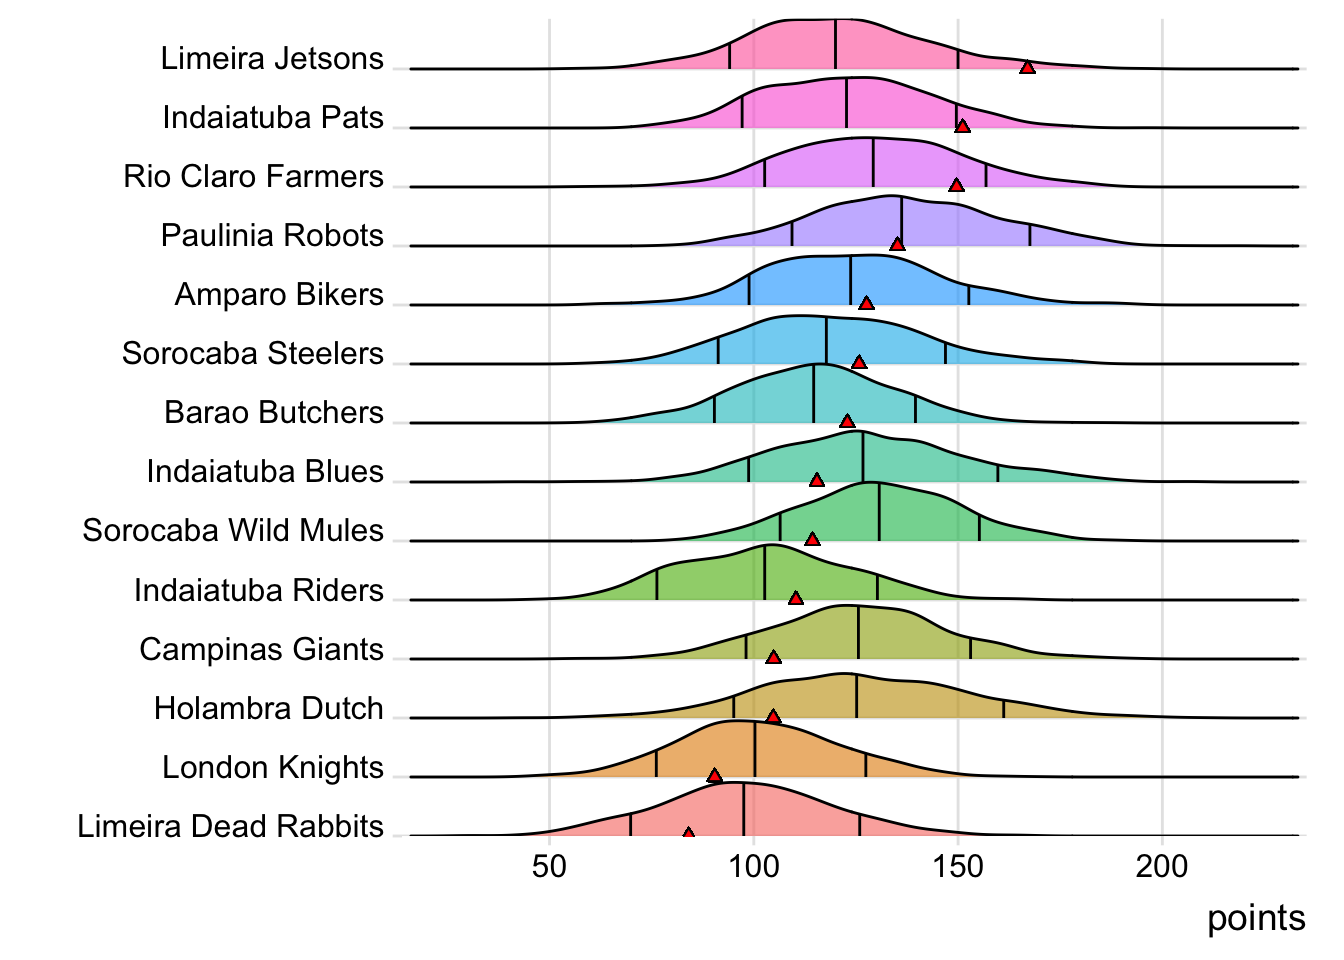 Limeira Jetsons
Indaiatuba Pats
Rio Claro Farmers
Paulinia Robots
Amparo Bikers
Sorocaba Steelers
Barao Butchers
Indaiatuba Blues
Sorocaba Wild Mules
Indaiatuba Riders
Campinas Giants
Holambra Dutch
London Knights
Limeira Dead Rabbits
50 100 150 200
points